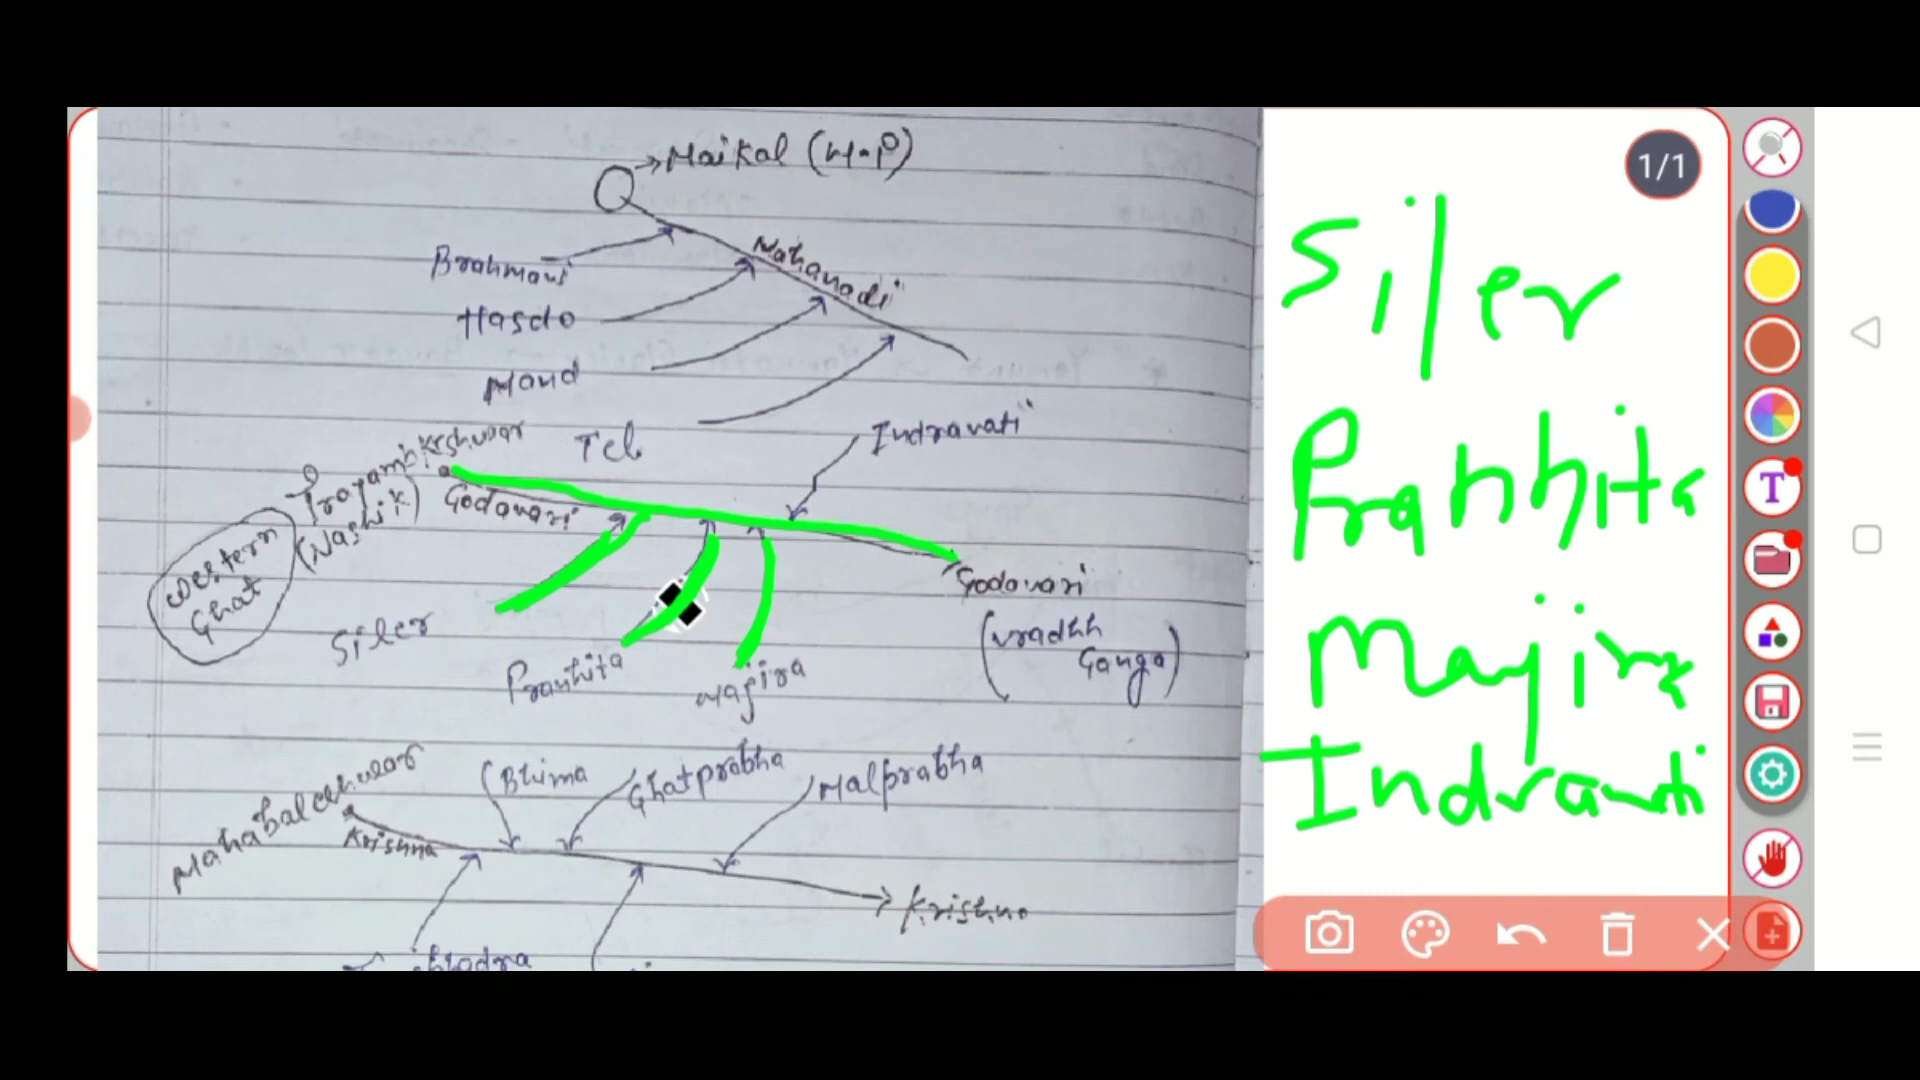 Maikal (M.P)
Mahanadi
Brahmani
Hasdo
Mand
Tel
Indravati
Trayambkeshwar
(Nashik)
Godavari
Western
Ghat
Godavari
(vradhh
Ganga)
Siler
Pranhita
Majira
Mahabaleshwar
Krishna
Bhima
Ghatprabha
Malprabha
Krishna
1/1
Siler
Pranhita
Majira
Indravati
T